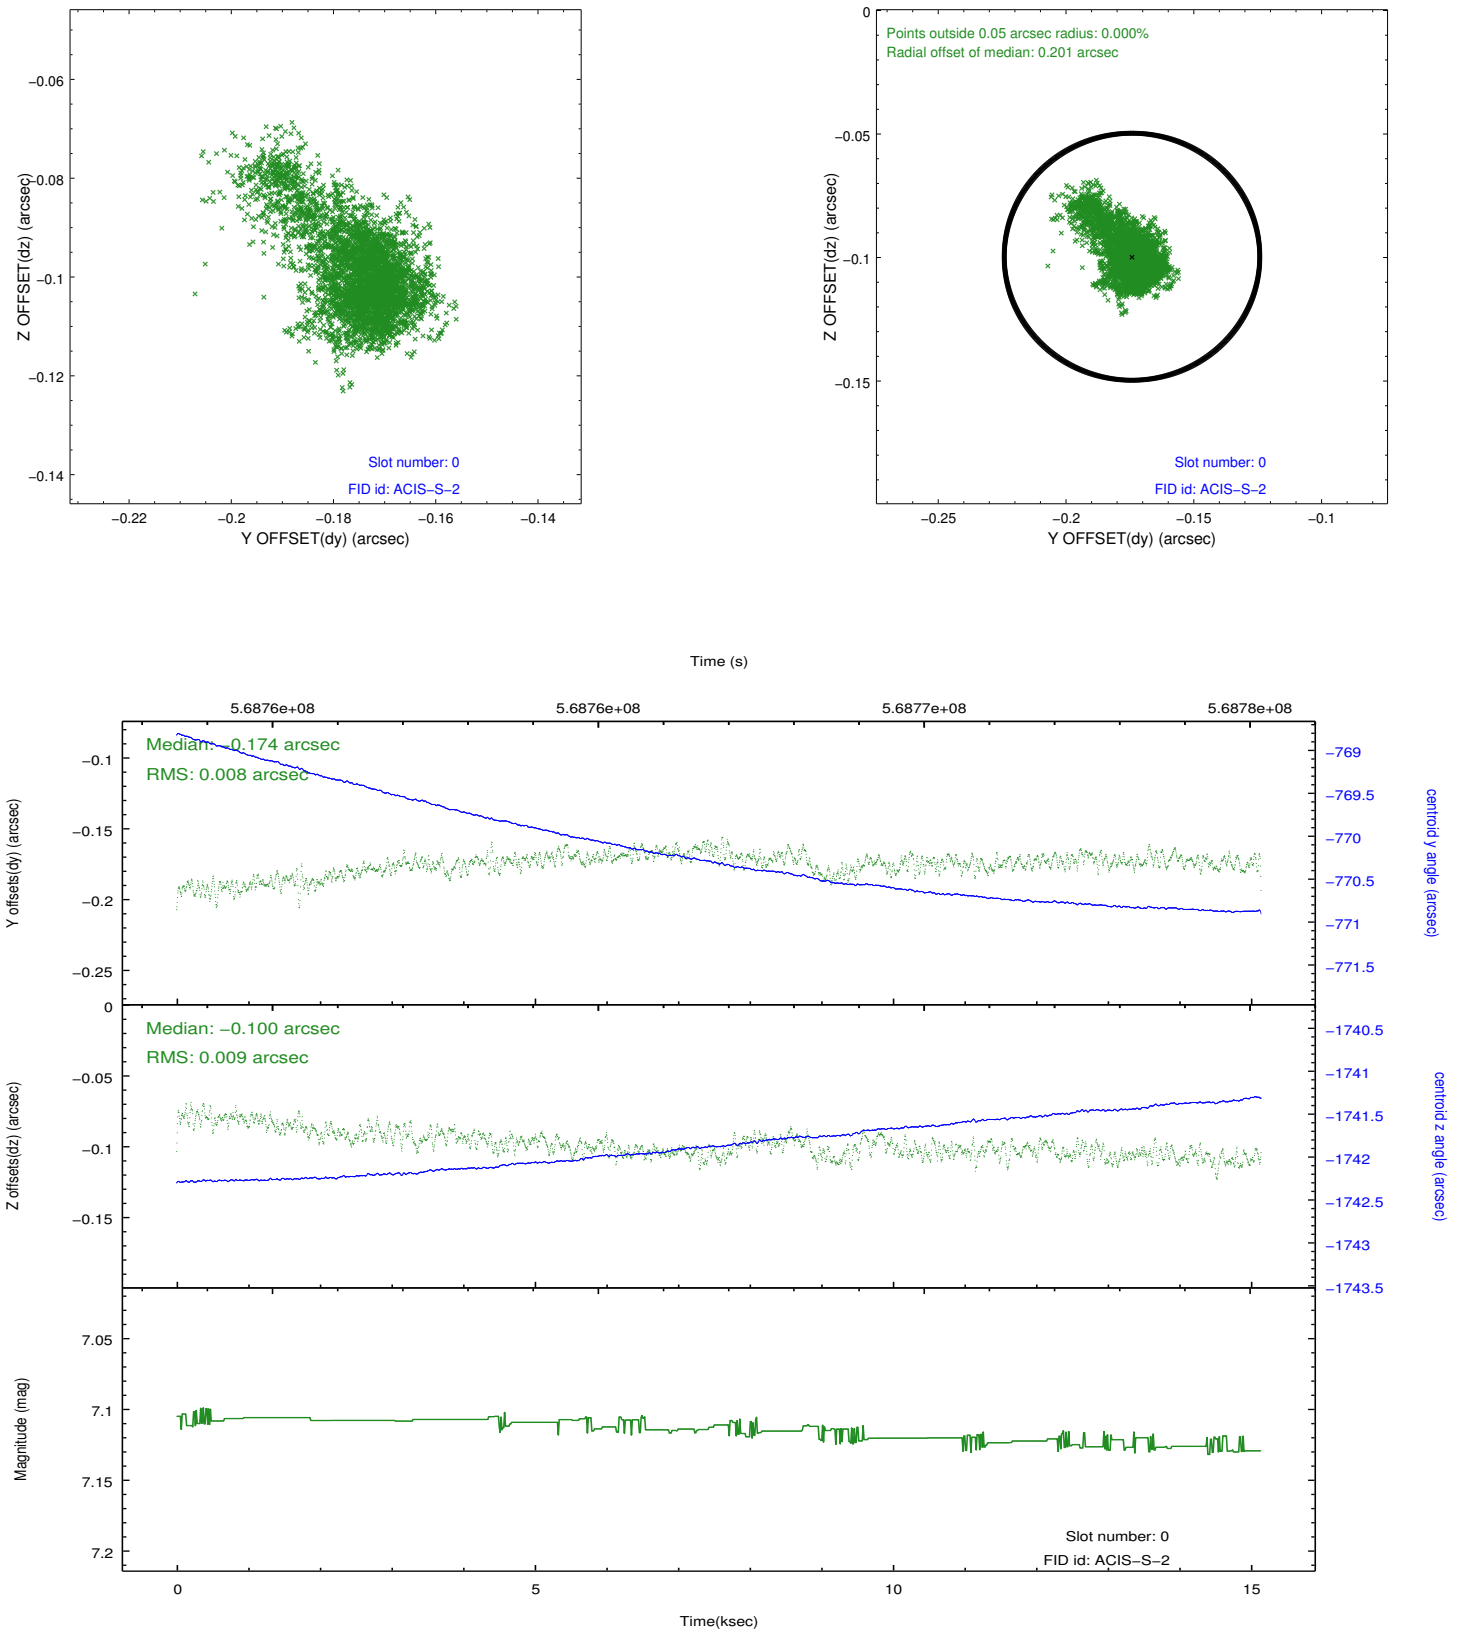 −0.06
−0.08
−0.1
−0.12
−0.14
Z OFFSET(dz) (arcsec)
Slot number: 0
FID id: ACIS−S−2
−0.22
−0.2
−0.18
−0.16
−0.14
Y OFFSET(dy) (arcsec)
Points outside 0.05 arcsec radius: 0.000%
Radial offset of median: 0.201 arcsec
0
−0.05
−0.1
−0.15
Z OFFSET(dz) (arcsec)
Slot number: 0
FID id: ACIS−S−2
−0.25
−0.2
−0.15
−0.1
Y OFFSET(dy) (arcsec)
Time (s)
5.6876e+08
5.6876e+08
5.6877e+08
5.6878e+08
Median: −0.174 arcsec
RMS: 0.008 arcsec
−0.1
−0.15
−0.2
−0.25
Y offsets(dy) (arcsec)
−769
−769.5
−770
−770.5
−771
−771.5
centroid y angle (arcsec)
Median: −0.100 arcsec
RMS: 0.009 arcsec
0
−0.05
−0.1
−0.15
Z offsets(dz) (arcsec)
−1740.5
−1741
−1741.5
−1742
−1742.5
−1743
−1743.5
centroid z angle (arcsec)
7.05
7.1
7.15
7.2
Magnitude (mag)
Slot number: 0
FID id: ACIS−S−2
0
5
10
15
Time(ksec)